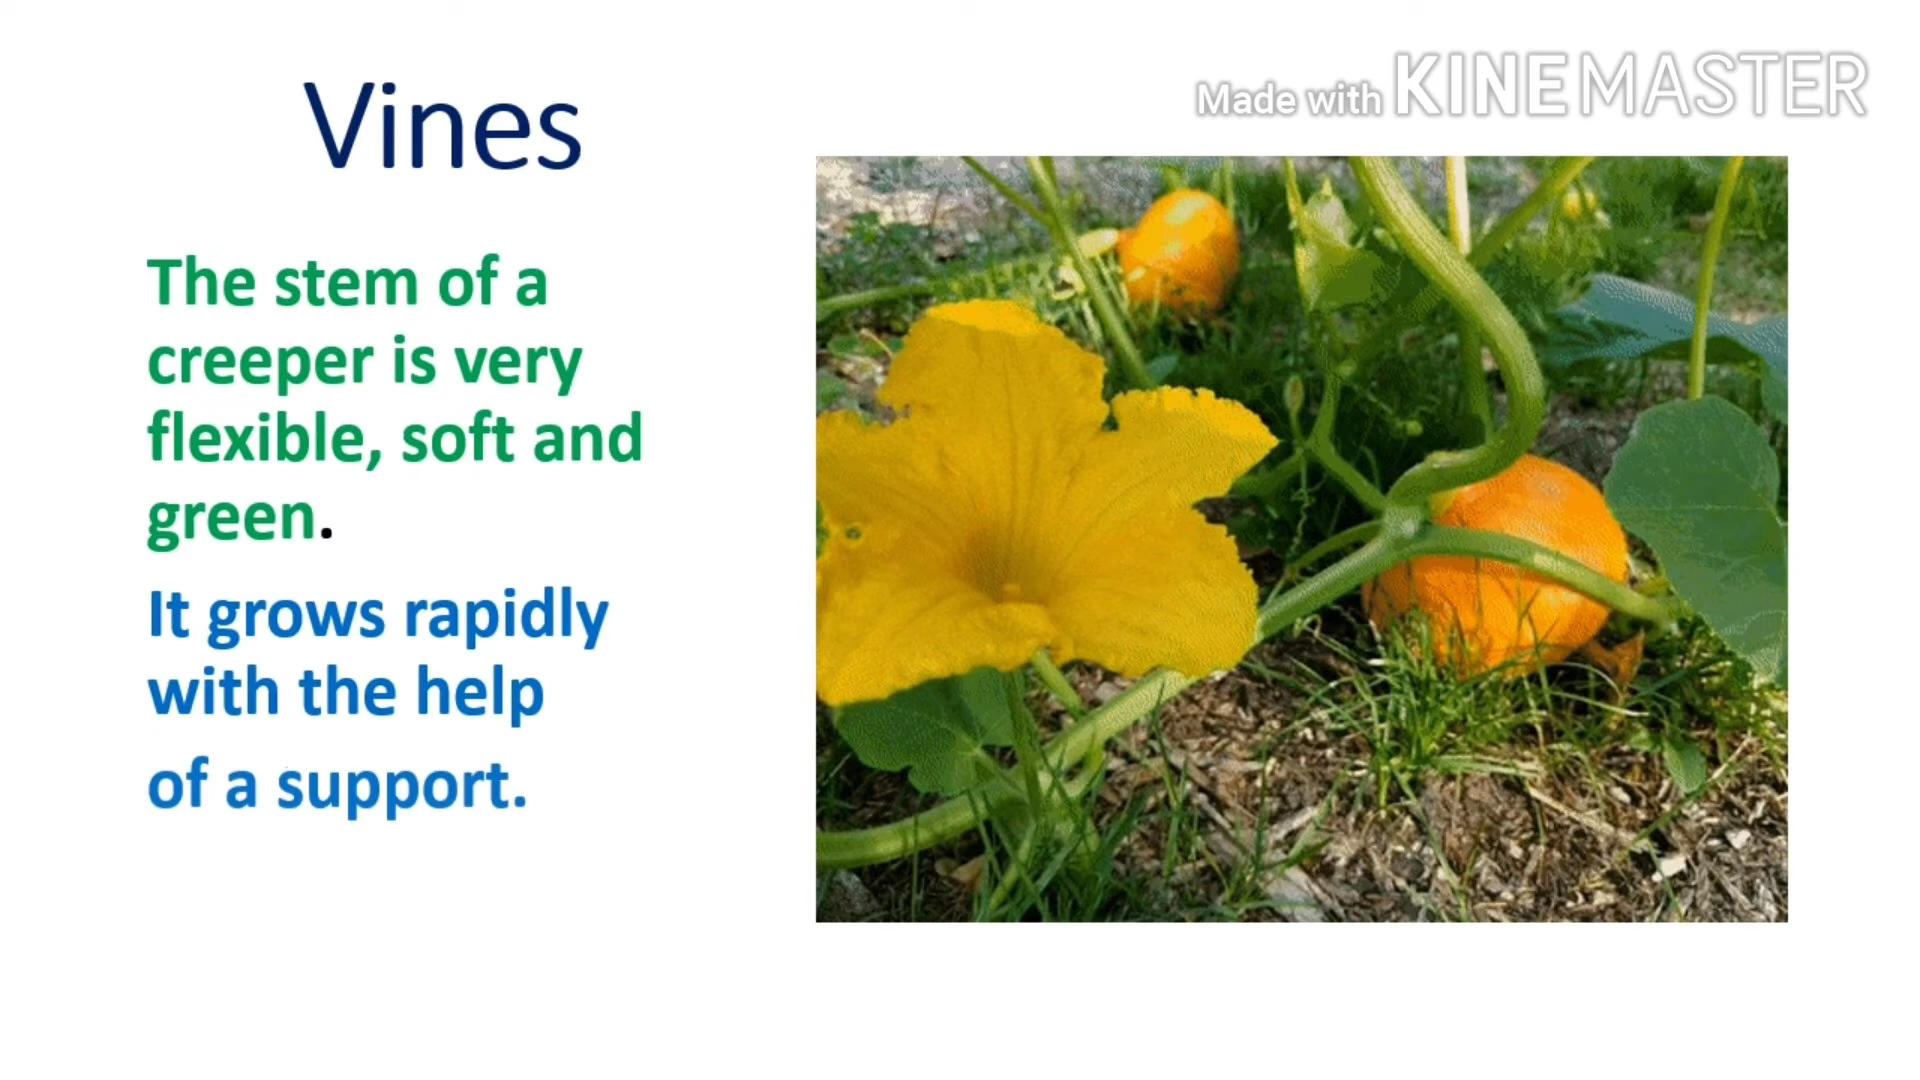 Vines
Made with KINEMASTER
The stem of a
creeper is very
flexible, soft and
green.
It grows rapidly
with the help
of a support.